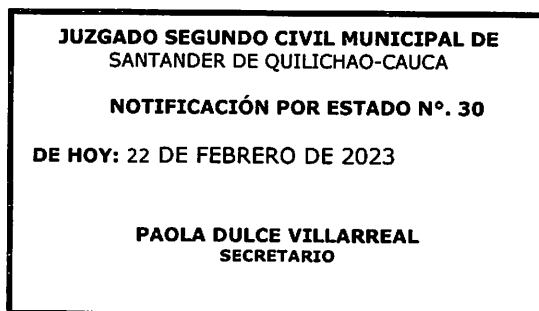 JUZGADO SEGUNDO CIVIL MUNICIPAL DE
SANTANDER DE QUILICHAO-CAUCA
NOTIFICACIÓN POR ESTADO Nº. 30
DE HOY: 22 DE FEBRERO DE 2023
PAOLA DULCE VILLARREAL
SECRETARIO